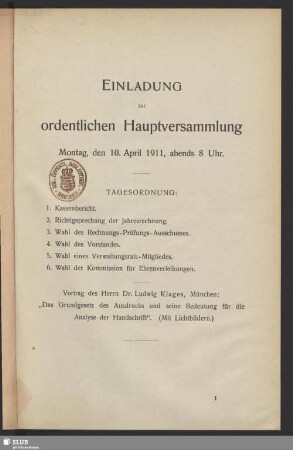 EINLADUNG
zur
ordentlichen Hauptversammlung
Montag, den 10. April 1911, abends 8 Uhr.
TAGESORDNUNG:
1. Kassenbericht.
2. Richtigsprechung der Jahresrechnung.
3. Wahl des Rechnungs-Prüfungs-Ausschusses.
4. Wahl des Vorstandes.
5. Wahl eines Verwaltungsrats-Mitgliedes.
6. Wahl der Kommission für Ehrenverleihungen.
Vortrag des Herrn Dr. Ludwig Klages, München:
„Das Grundgesetz des Ausdrucks und seine Bedeutung für die
Analyse der Handschrift“. (Mit Lichtbildern.)
1
SLUB